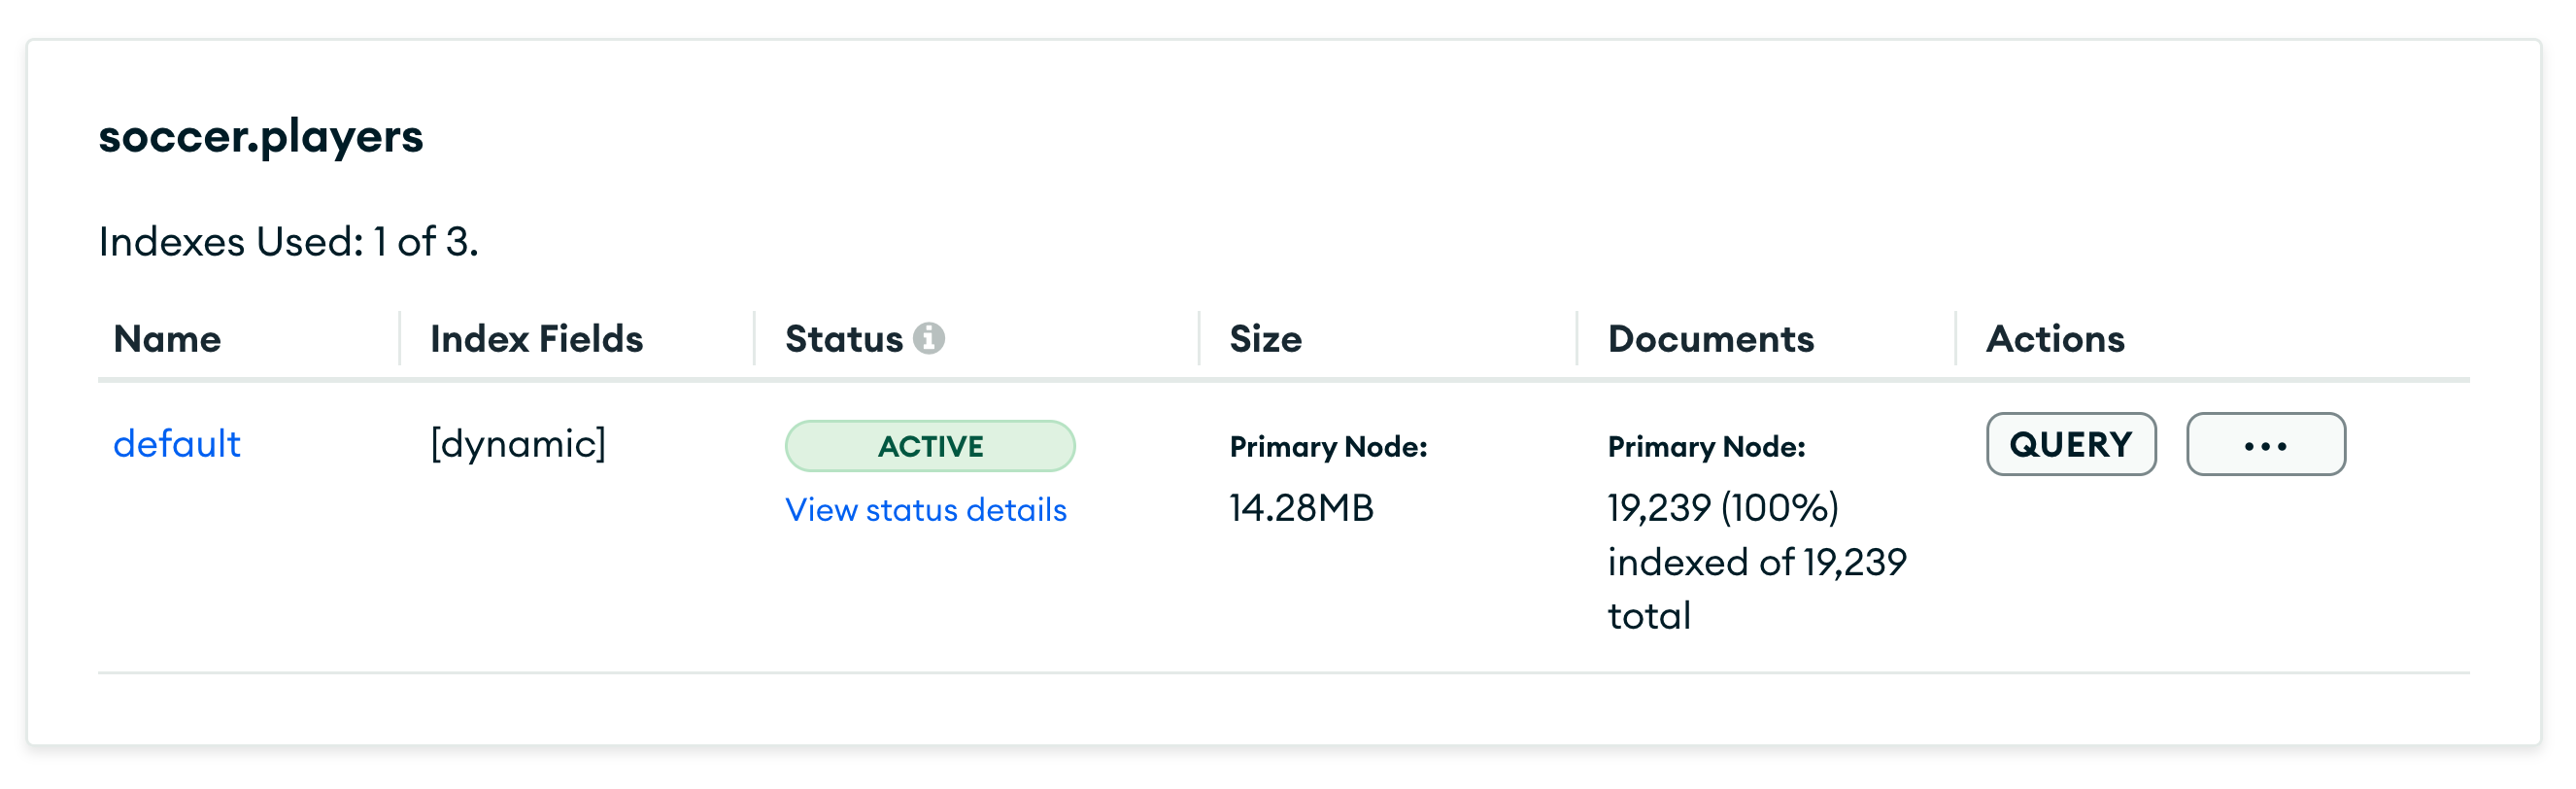 soccer.players
Indexes Used: 1 of 3.
Name Index Fields Status Size Documents Actions
default [dynamic] ACTIVE Primary Node: Primary Node: QUERY ...
View status details 14.28MB 19,239 (100%)
indexed of 19,239
total